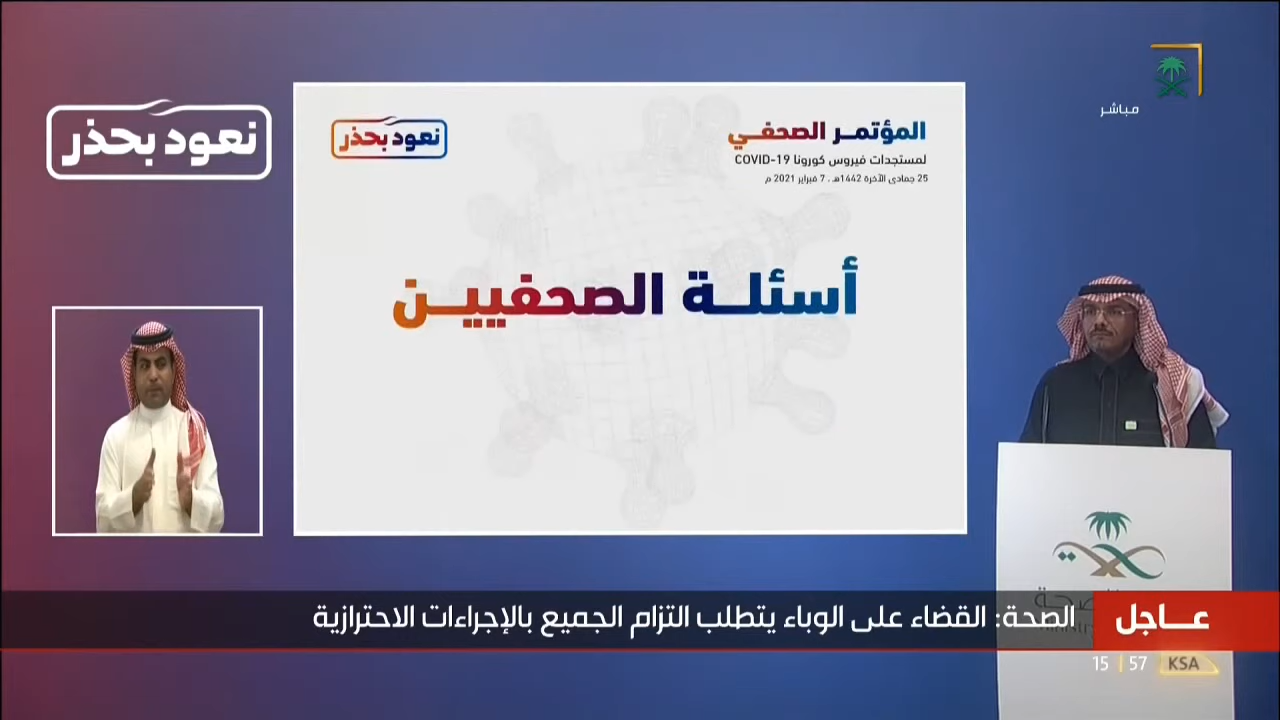 مباشر
نعود بحذر
نعود بحذر
المؤتمر الصحفي
لمستجدات فيروس كورونا COVID-19
25 جمادى الآخرة 1442هـ ، 7 فبراير 2021 م
أسئلة الصحفيين
عاجل
الصحة: القضاء على الوباء يتطلب التزام الجميع بالإجراءات الاحترازية
15 57 KSA